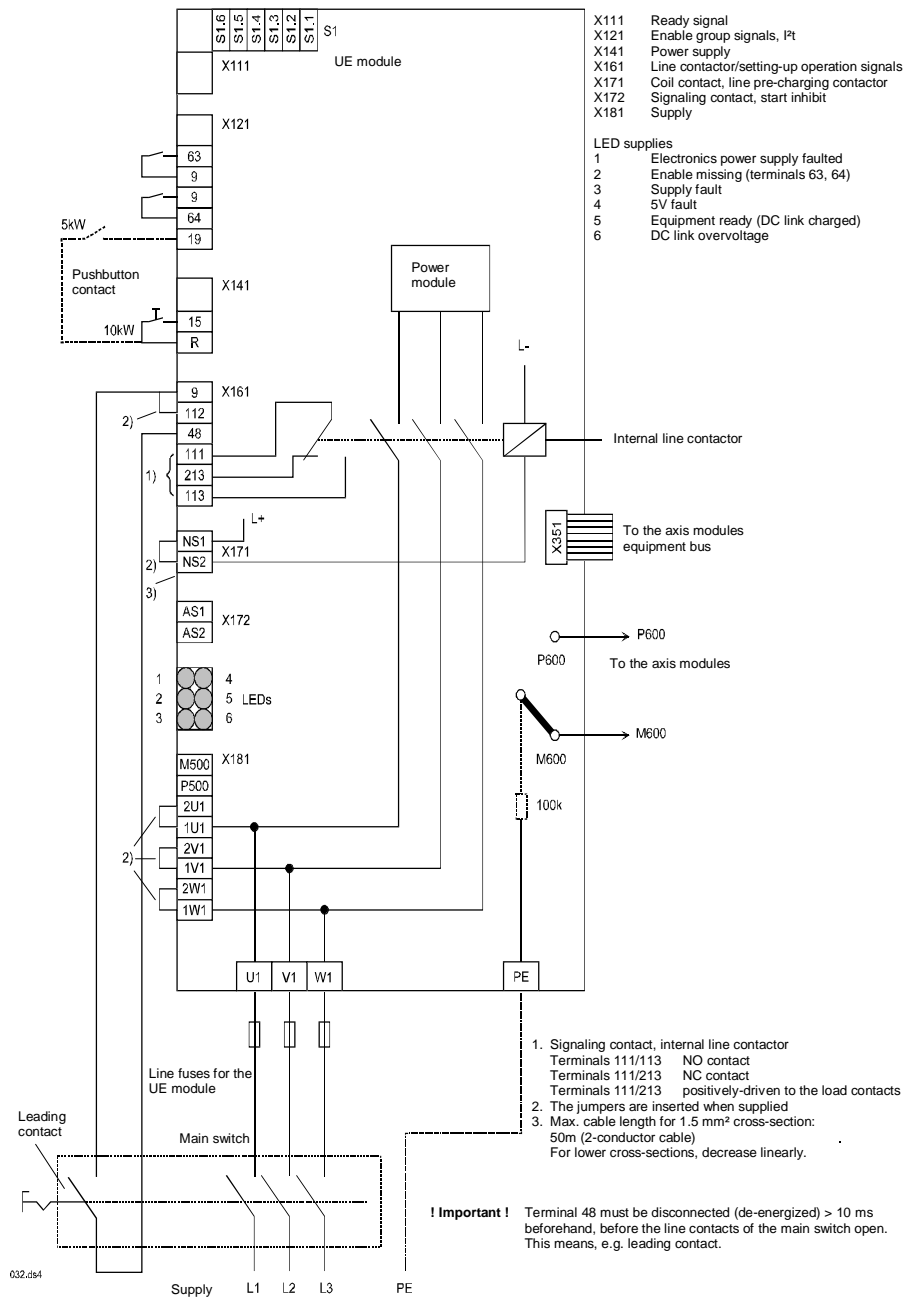 S1.6
S1.5
S1.4
S1.3
S1.2
S1.1
S1
UE module
X111
X121
63
9
9
64
19
5kW
Pushbutton
contact
10kW
X141
15
R
Power
module
L-
X161
9
112
48
111
213
113
2)
1)
Internal line contactor
L+
NS1
NS2
X171
2)
3)
X351
To the axis modules
equipment bus
AS1
AS2
X172
P600
P600
To the axis modules
1
2
3
4
5
6
LEDs
M600
M600
100k
X181
M500
P500
2U1
1U1
2V1
1V1
2W1
1W1
2)
U1
V1
W1
PE
Line fuses for the
UE module
Leading
contact
Main switch
032.ds4
Supply
L1
L2
L3
PE
X111 Ready signal
X121 Enable group signals, I²t
X141 Power supply
X161 Line contactor/setting-up operation signals
X171 Coil contact, line pre-charging contactor
X172 Signaling contact, start inhibit
X181 Supply
LED supplies
1 Electronics power supply faulted
2 Enable missing (terminals 63, 64)
3 Supply fault
4 5V fault
5 Equipment ready (DC link charged)
6 DC link overvoltage
1. Signaling contact, internal line contactor
Terminals 111/113 NO contact
Terminals 111/213 NC contact
Terminals 111/213 positively-driven to the load contacts
2. The jumpers are inserted when supplied
3. Max. cable length for 1.5 mm² cross-section:
50m (2-conductor cable) .
For lower cross-sections, decrease linearly.
! Important ! Terminal 48 must be disconnected (de-energized) > 10 ms
beforehand, before the line contacts of the main switch open.
This means, e.g. leading contact.